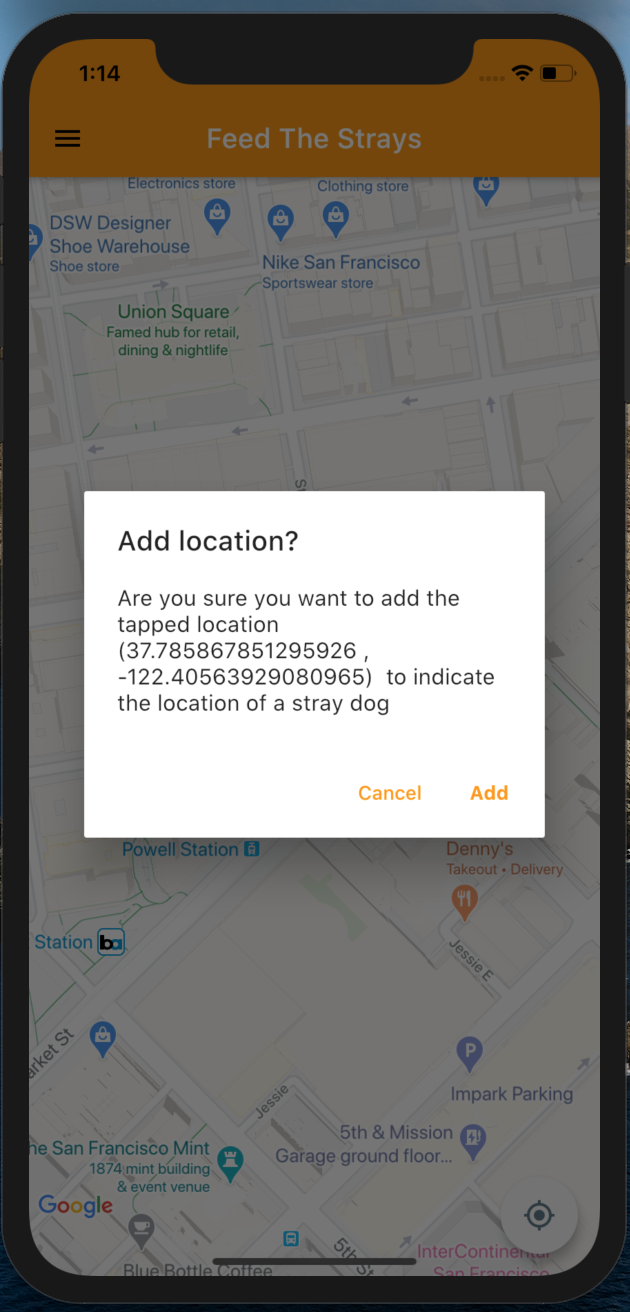 1:14
Feed The Strays
Electronics store
Clothing store
DSW Designer
Shoe Warehouse
Shoe store
Nike San Francisco
Sportswear store
Union Square
Famed hub for retail,
dining & nightlife
Add location?
Are you sure you want to add the
tapped location
(37.785867851295926 ,
-122.40563929080965)  to indicate
the location of a stray dog
Cancel
Add
Powell Station
Denny's
Takeout • Delivery
Station
ba
Jessie E
arket St
P
Impark Parking
Jessie
5th & Mission
Garage ground floor...
he San Francisco Mint
1874 mint building
& event venue
Google
5th St
InterContinental
San Francisco
Blue Bottle Coffee